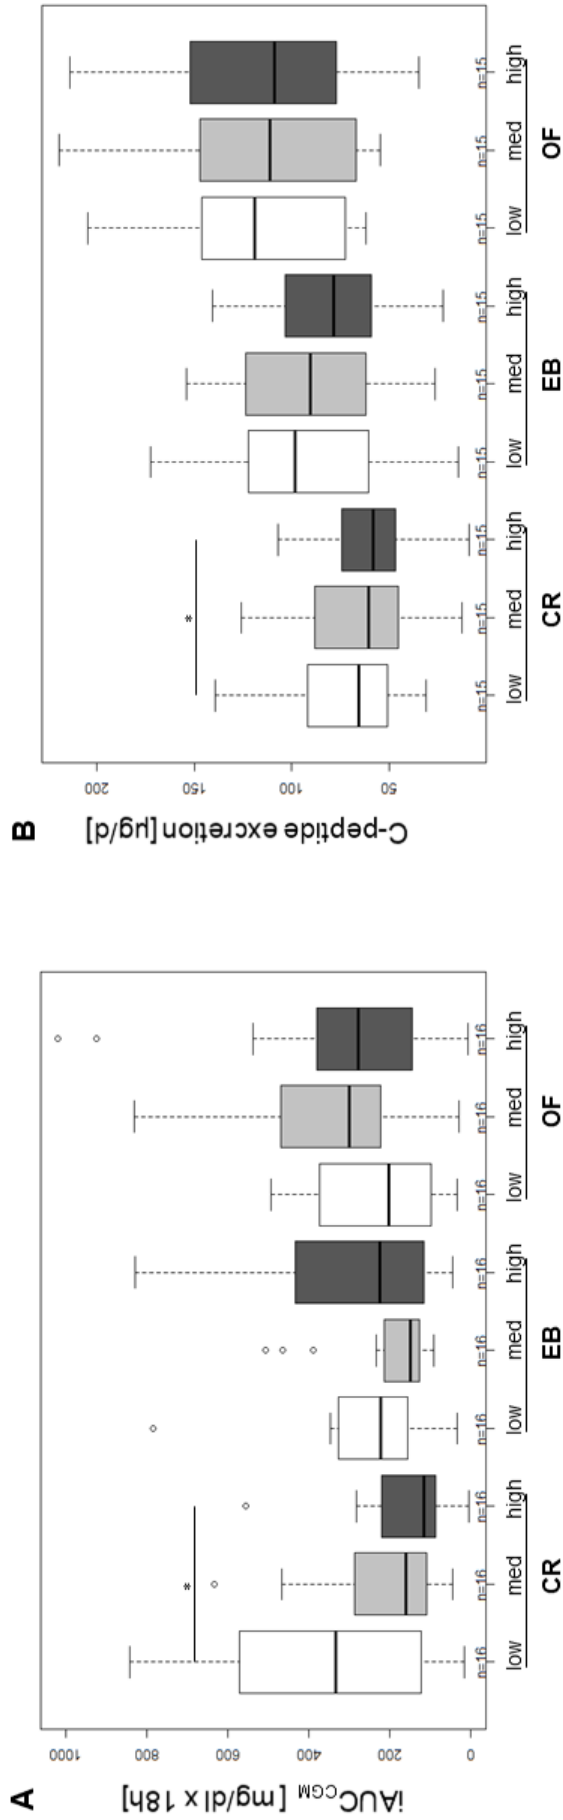 A
iAUCCGM [mg/dl x 18h]
1000
800
600
400
200
0
n=16 n=16 n=16 n=16 n=16 n=16 n=16 n=16 n=16
low med high low med high low med high
CR EB OF
*
B
C-peptide excretion [µg/d]
200
150
100
50
n=15 n=15 n=15 n=15 n=15 n=15 n=15 n=15 n=15
low med high low med high low med high
CR EB OF
*